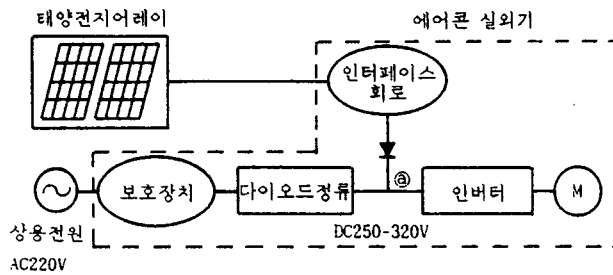 태양전지어레이
에어콘 실외기
인터페이스
회로
보호장치
다이오드정류
ⓐ
인버터
M
상용전원
DC250-320V
AC220V